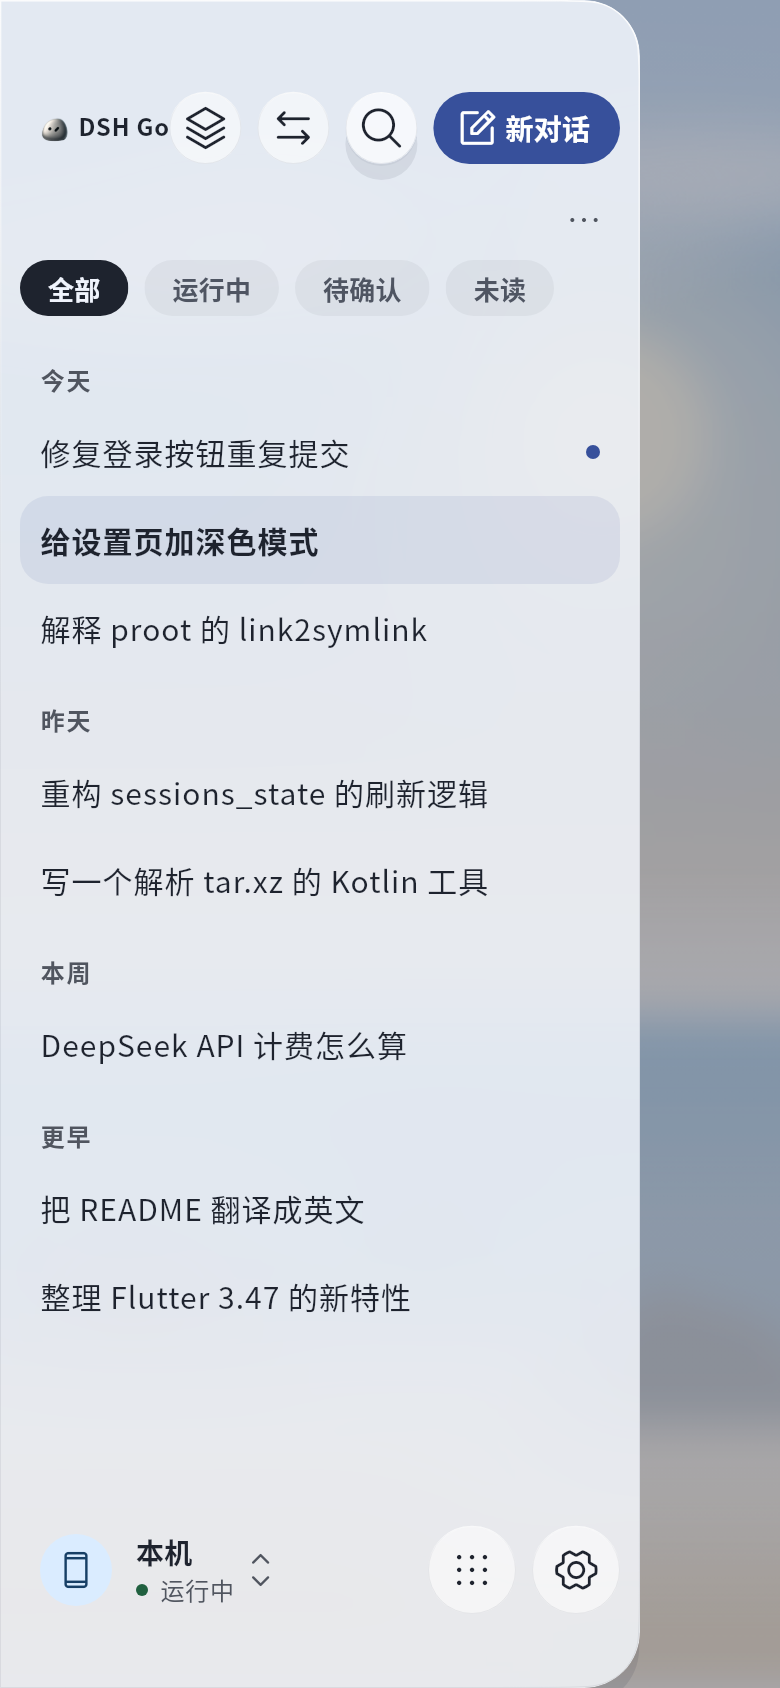 DSH Go
新对话
全部 运行中 待确认 未读
今天
修复登录按钮重复提交
给设置页加深色模式
解释 proot 的 link2symlink
昨天
重构 sessions_state 的刷新逻辑
写一个解析 tar.xz 的 Kotlin 工具
本周
DeepSeek API 计费怎么算
更早
把 README 翻译成英文
整理 Flutter 3.47 的新特性
本机
运行中